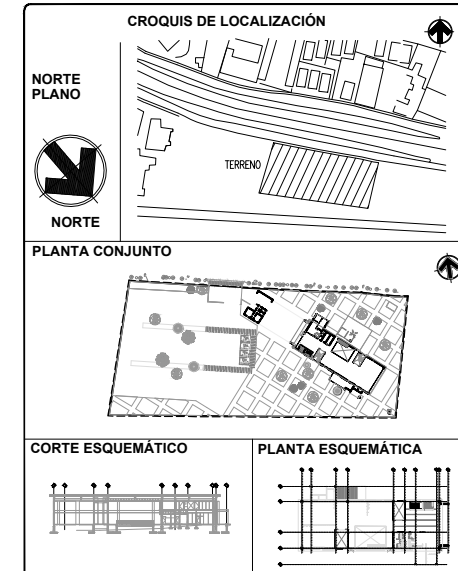 CROQUIS DE LOCALIZACIÓN
NORTE
PLANO
TERRENO
NORTE
PLANTA CONJUNTO
CORTE ESQUEMÁTICO
PLANTA ESQUEMÁTICA